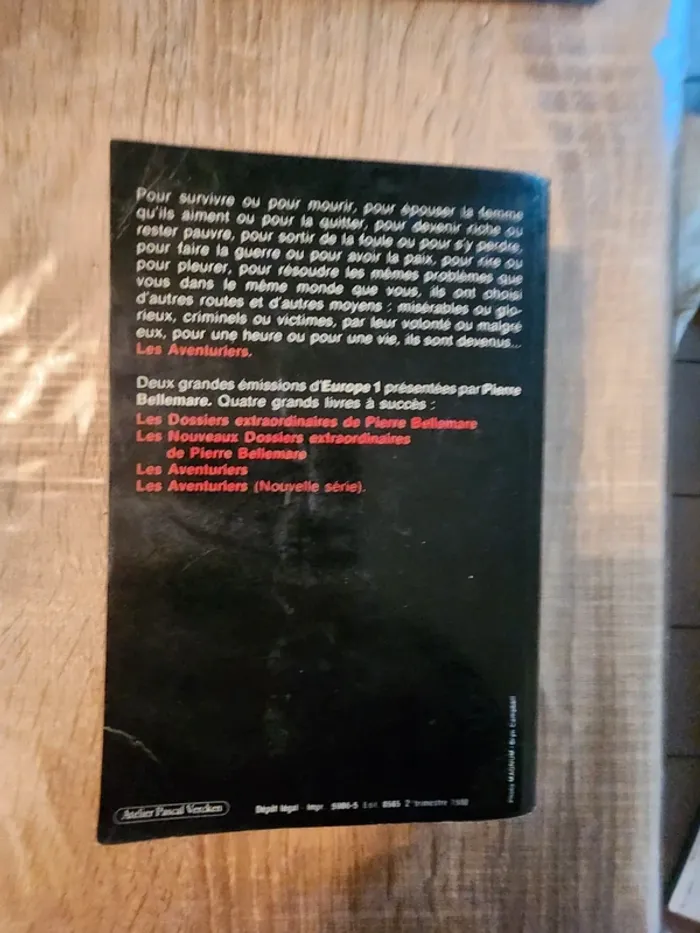 Pour survivre ou pour mourir, pour épouser la femme
qu'ils aiment ou pour la quitter, pour devenir riche ou
rester pauvre, pour sortir de la foule ou pour s'y perdre,
pour faire la guerre ou pour avoir la paix, pour rire ou
pour pleurer, pour résoudre les mêmes problèmes que
vous dans le même monde que vous, ils ont choisi
d'autres routes et d'autres moyens : misérables ou glo-
rieux, criminels ou victimes, par leur volonté ou malgré
eux, pour une heure ou pour une vie, ils sont devenus...
Les Aventuriers.
Deux grandes émissions d'Europe 1 présentées par Pierre
Bellemare. Quatre grands livres à succès :
Les Dossiers extraordinaires de Pierre Bellemare
Les Nouveaux Dossiers extraordinaires
de Pierre Bellemare
Les Aventuriers
Les Aventuriers (Nouvelle série).
Photo MAGNUM - Bryn Campbell
Atelier Pascal Vercken
Dépôt légal - Impr. Edit. 2 trimestre